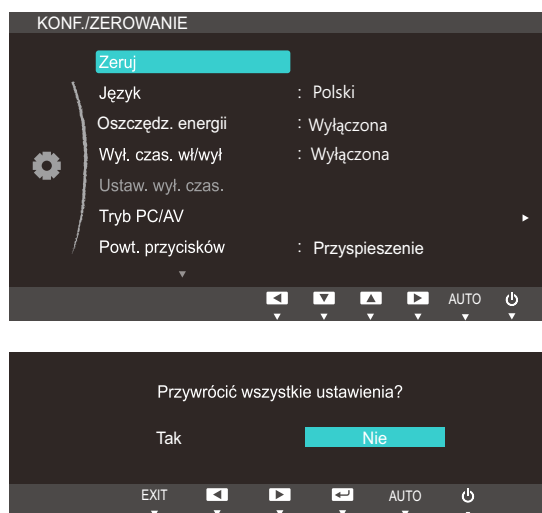 KONF./ZEROWANIE
Zeruj
Język : Polski
Oszczędz. energii : Wyłączona
Wył. czas. wł/wył : Wyłączona
Ustaw. wył. czas.
Tryb PC/AV
Powt. przycisków : Przyspieszenie
AUTO
Przywrócić wszystkie ustawienia?
Tak Nie
EXIT AUTO